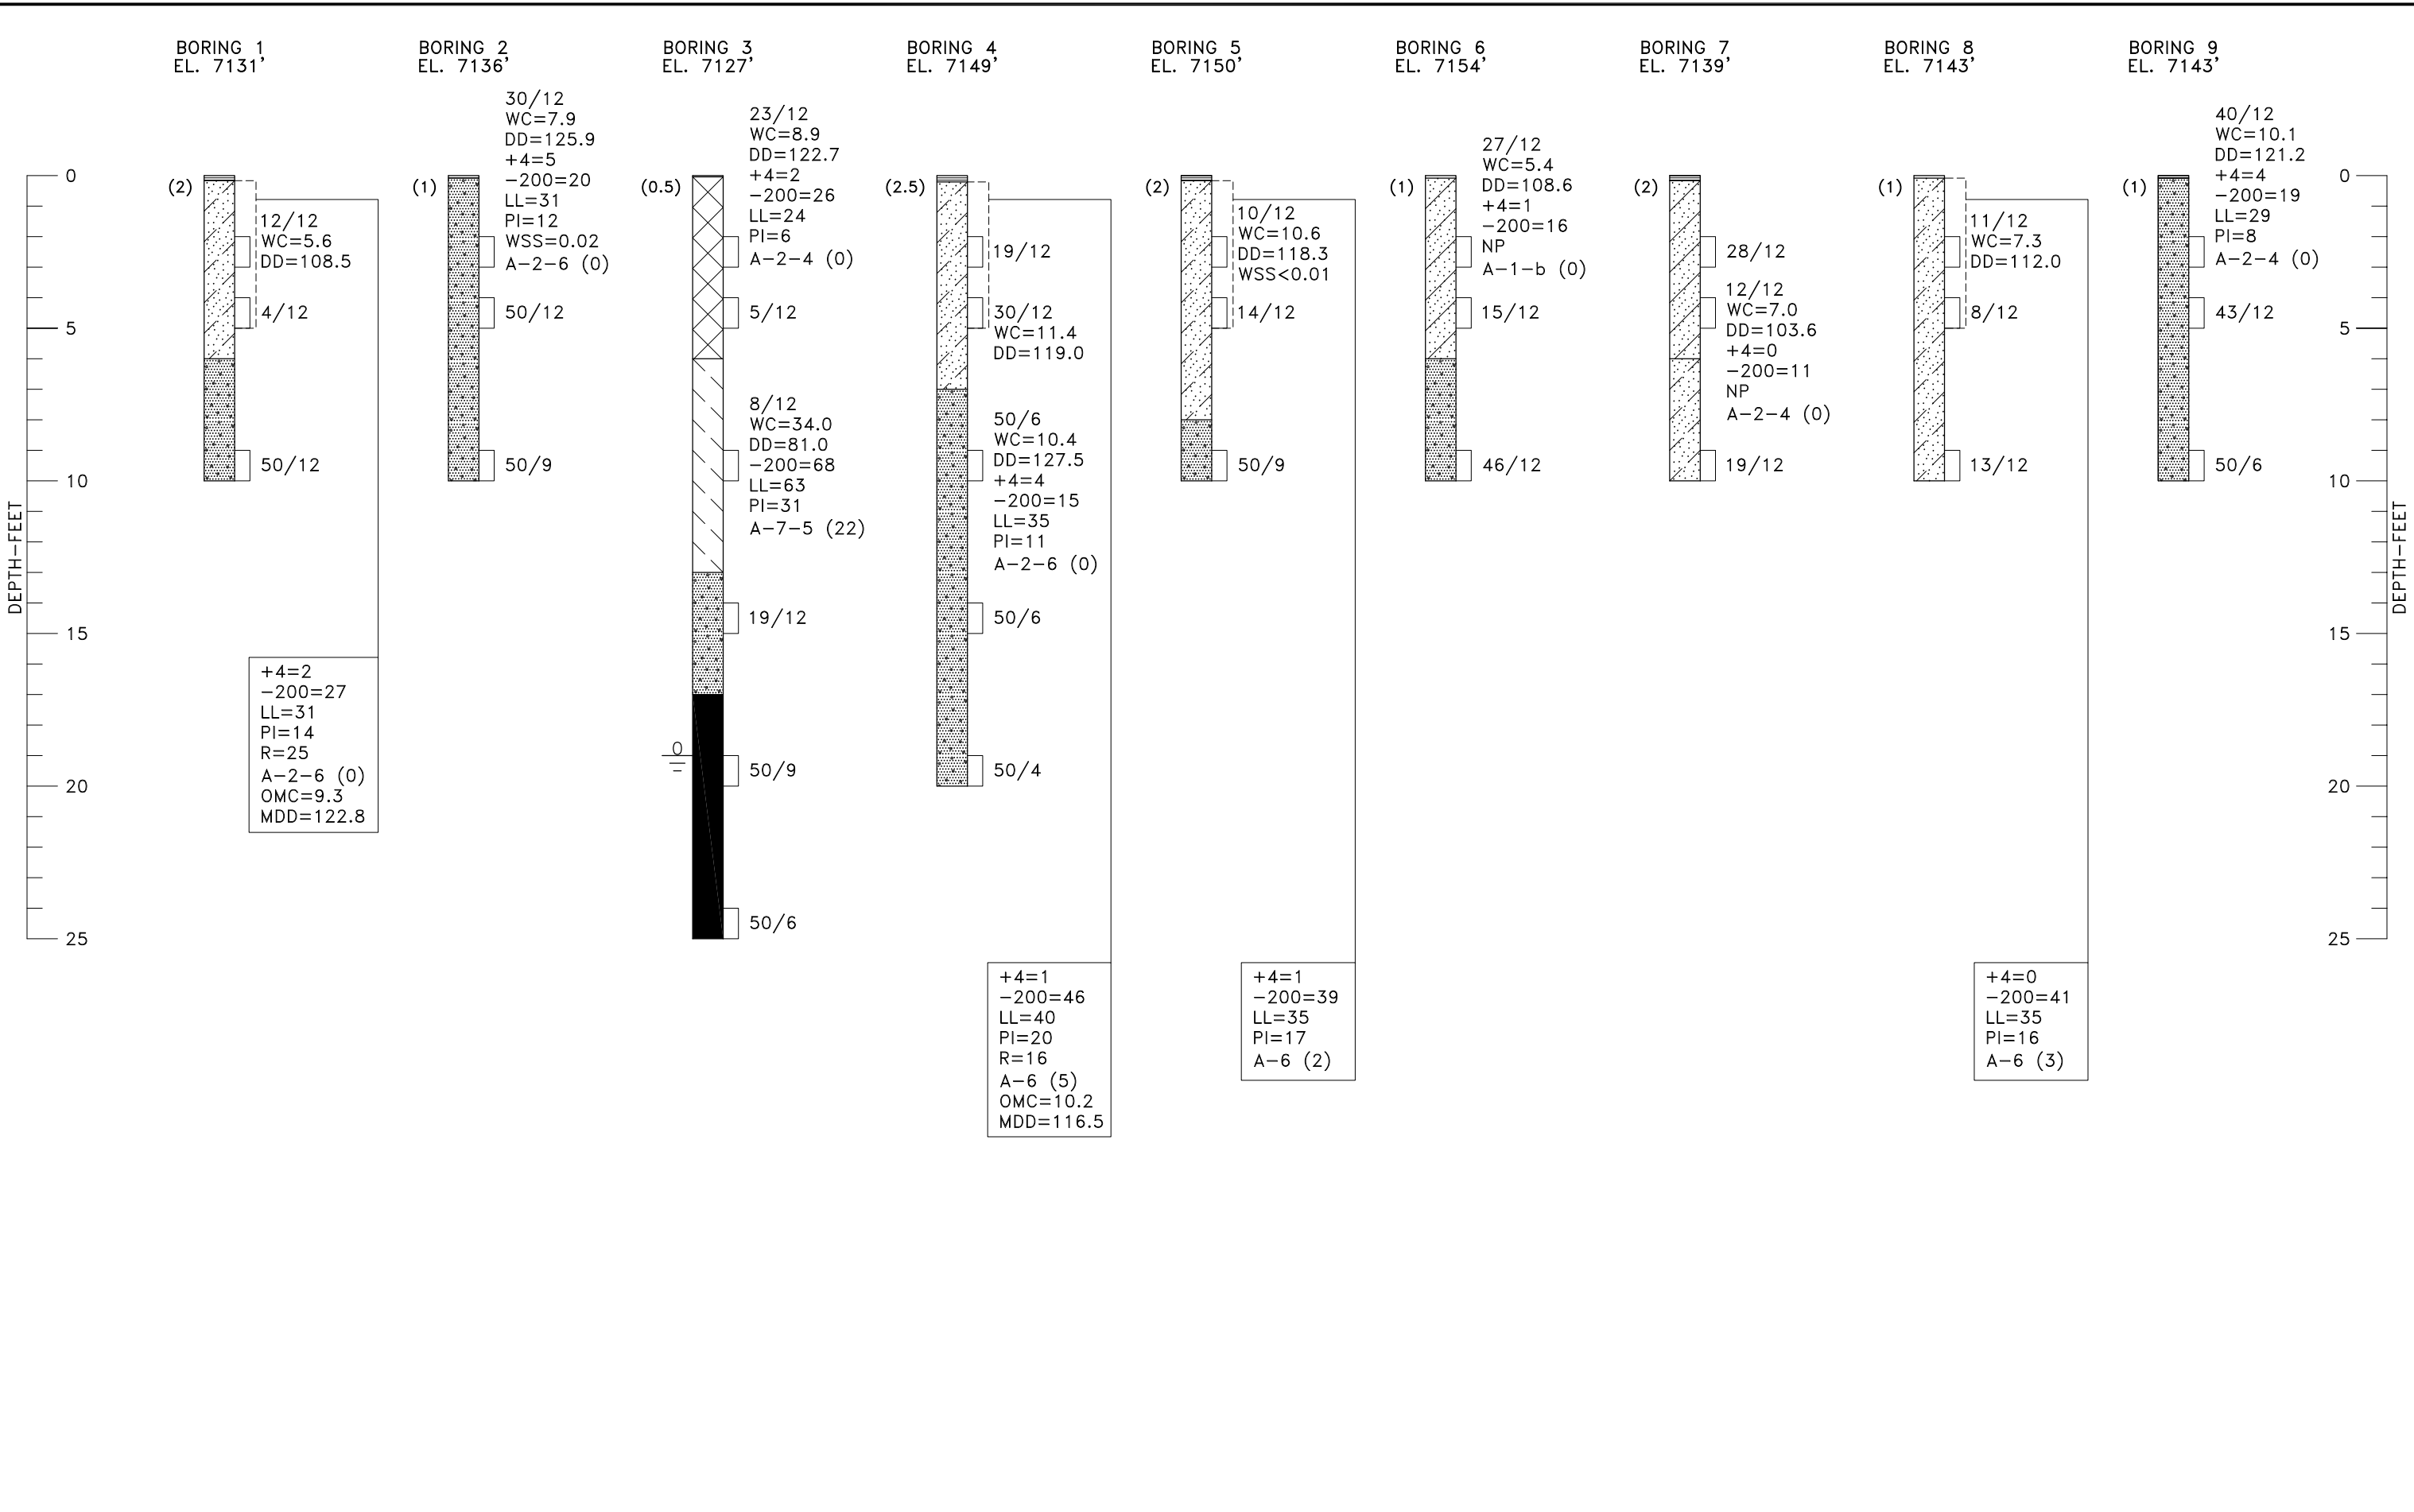 BORING 1
EL. 7131'
BORING 2
EL. 7136'
BORING 3
EL. 7127'
BORING 4
EL. 7149'
BORING 5
EL. 7150'
BORING 6
EL. 7154'
BORING 7
EL. 7139'
BORING 8
EL. 7143'
BORING 9
EL. 7143'
DEPTH-FEET
0
5
10
15
20
25
(2)
12/12
WC=5.6
DD=108.5
4/12
50/12
+4=2
-200=27
LL=31
PI=14
R=25
A-2-6 (0)
OMC=9.3
MDD=122.8
(1)
30/12
WC=7.9
DD=125.9
+4=5
-200=20
LL=31
PI=12
WSS=0.02
A-2-6 (0)
50/12
50/9
(0.5)
23/12
WC=8.9
DD=122.7
+4=2
-200=26
LL=24
PI=6
A-2-4 (0)
5/12
8/12
WC=34.0
DD=81.0
-200=68
LL=63
PI=31
A-7-5 (22)
19/12
0
50/9
50/6
(2.5)
19/12
30/12
WC=11.4
DD=119.0
50/6
WC=10.4
DD=127.5
+4=4
-200=15
LL=35
PI=11
A-2-6 (0)
50/6
50/4
+4=1
-200=46
LL=40
PI=20
R=16
A-6 (5)
OMC=10.2
MDD=116.5
(2)
10/12
WC=10.6
DD=118.3
WSS<0.01
14/12
50/9
+4=1
-200=39
LL=35
PI=17
A-6 (2)
(1)
27/12
WC=5.4
DD=108.6
+4=1
-200=16
NP
A-1-b (0)
15/12
46/12
(2)
28/12
12/12
WC=7.0
DD=103.6
+4=0
-200=11
NP
A-2-4 (0)
19/12
(1)
11/12
WC=7.3
DD=112.0
8/12
13/12
+4=0
-200=41
LL=35
PI=16
A-6 (3)
(1)
40/12
WC=10.1
DD=121.2
+4=4
-200=19
LL=29
PI=8
A-2-4 (0)
43/12
50/6
0
5
10
15
20
25
DEPTH-FEET